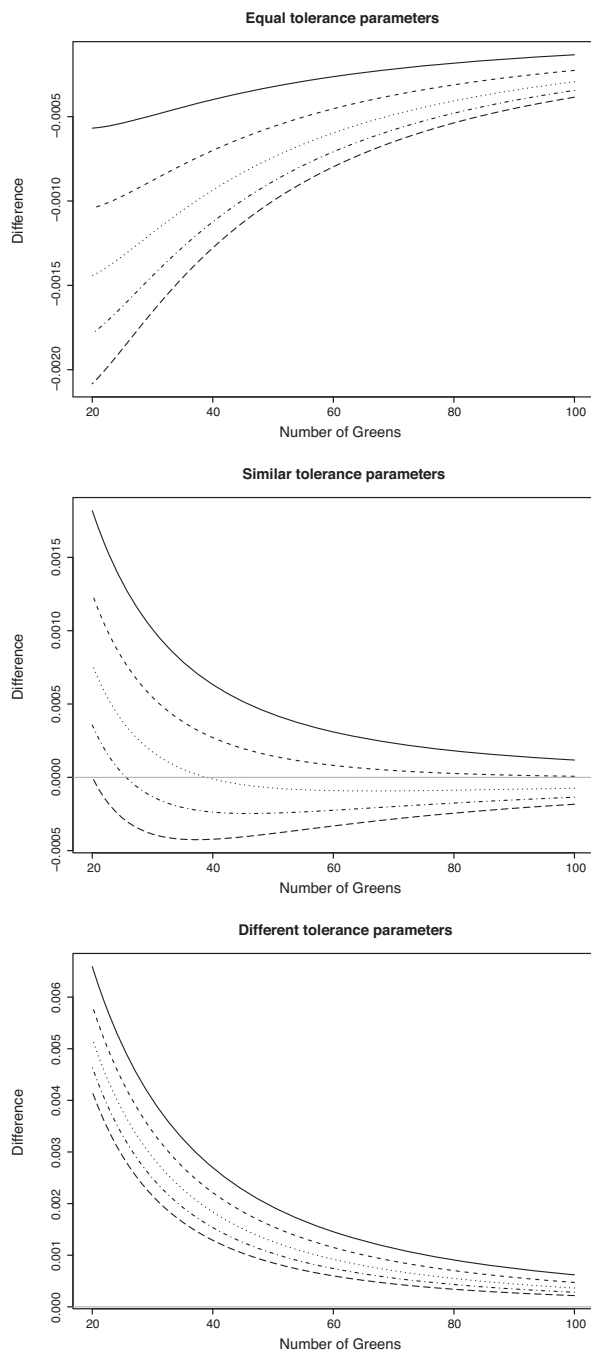 Equal tolerance parameters
−0.0005
−0.0010
−0.0015
−0.0020
Difference
20 40 60 80 100
Number of Greens
Similar tolerance parameters
0.0015
0.0010
0.0005
0.0000
−0.0005
Difference
20 40 60 80 100
Number of Greens
Different tolerance parameters
0.006
0.005
0.004
0.003
0.002
0.001
0.000
Difference
20 40 60 80 100
Number of Greens